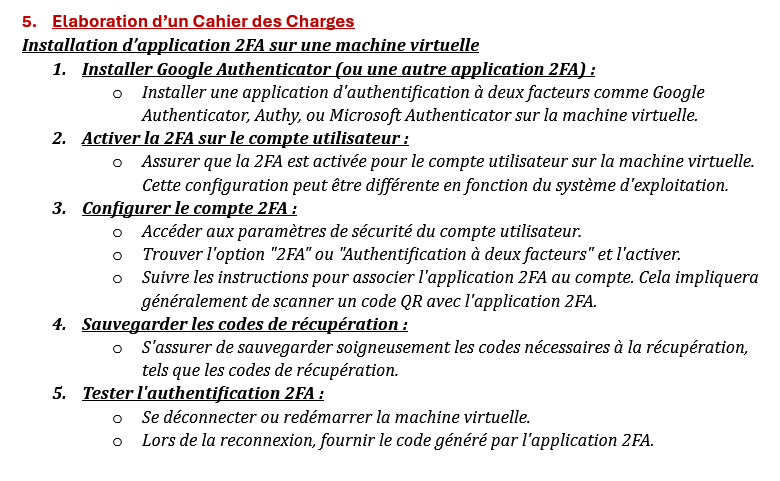 5. Elaboration d’un Cahier des Charges
Installation d’application 2FA sur une machine virtuelle
1. Installer Google Authenticator (ou une autre application 2FA) :
o Installer une application d'authentification à deux facteurs comme Google
Authenticator, Authy, ou Microsoft Authenticator sur la machine virtuelle.
2. Activer la 2FA sur le compte utilisateur :
o Assurer que la 2FA est activée pour le compte utilisateur sur la machine virtuelle.
Cette configuration peut être différente en fonction du système d'exploitation.
3. Configurer le compte 2FA :
o Accéder aux paramètres de sécurité du compte utilisateur.
o Trouver l'option "2FA" ou "Authentification à deux facteurs" et l'activer.
o Suivre les instructions pour associer l'application 2FA au compte. Cela impliquera
généralement de scanner un code QR avec l'application 2FA.
4. Sauvegarder les codes de récupération :
o S'assurer de sauvegarder soigneusement les codes nécessaires à la récupération,
tels que les codes de récupération.
5. Tester l'authentification 2FA :
o Se déconnecter ou redémarrer la machine virtuelle.
o Lors de la reconnexion, fournir le code généré par l'application 2FA.